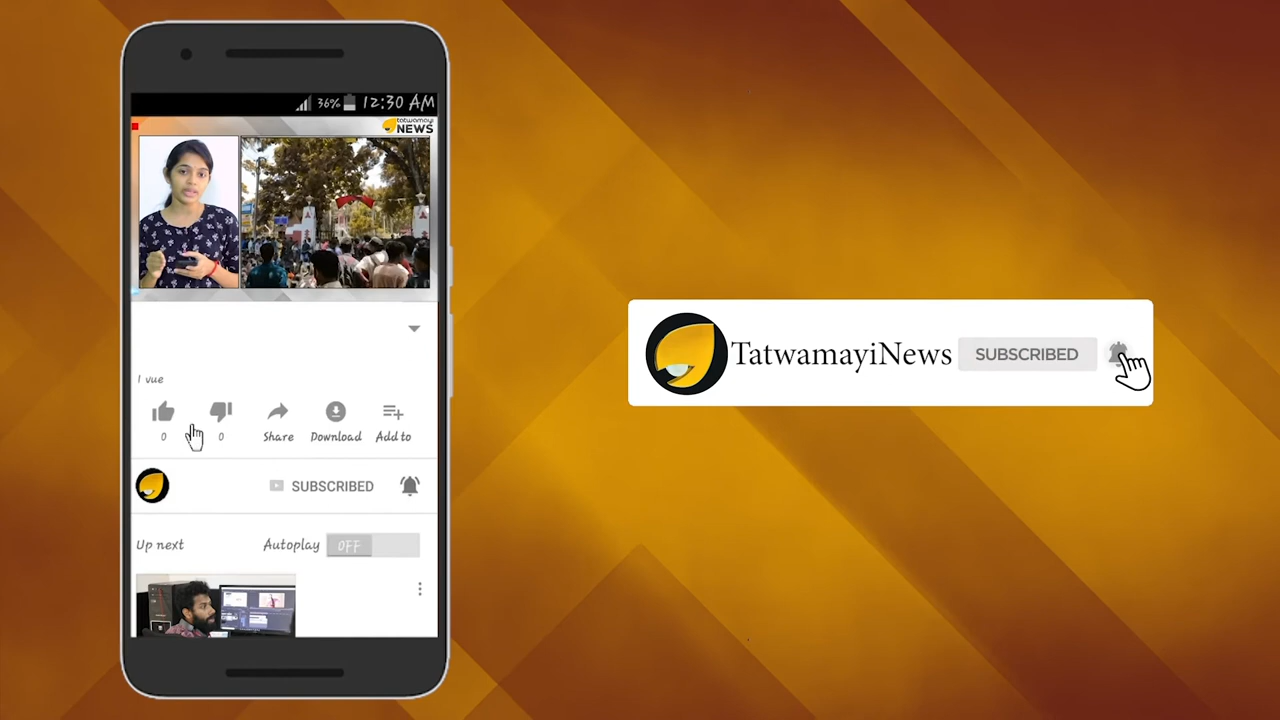 36% 12:30 AM
tatwamayi
NEWS
1 vue
0 0 Share Download Add to
SUBSCRIBED
Up next Autoplay OFF
TatwamayiNews SUBSCRIBED